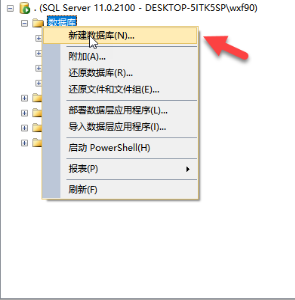 . (SQL Server 11.0.2100 - DESKTOP-5ITK5SP\wxf90)
数据库
新建数据库(N)...
附加(A)...
还原数据库(R)...
还原文件和文件组(E)...
部署数据层应用程序(L)...
导入数据层应用程序(I)...
启动 PowerShell(H)
报表(P)
刷新(F)